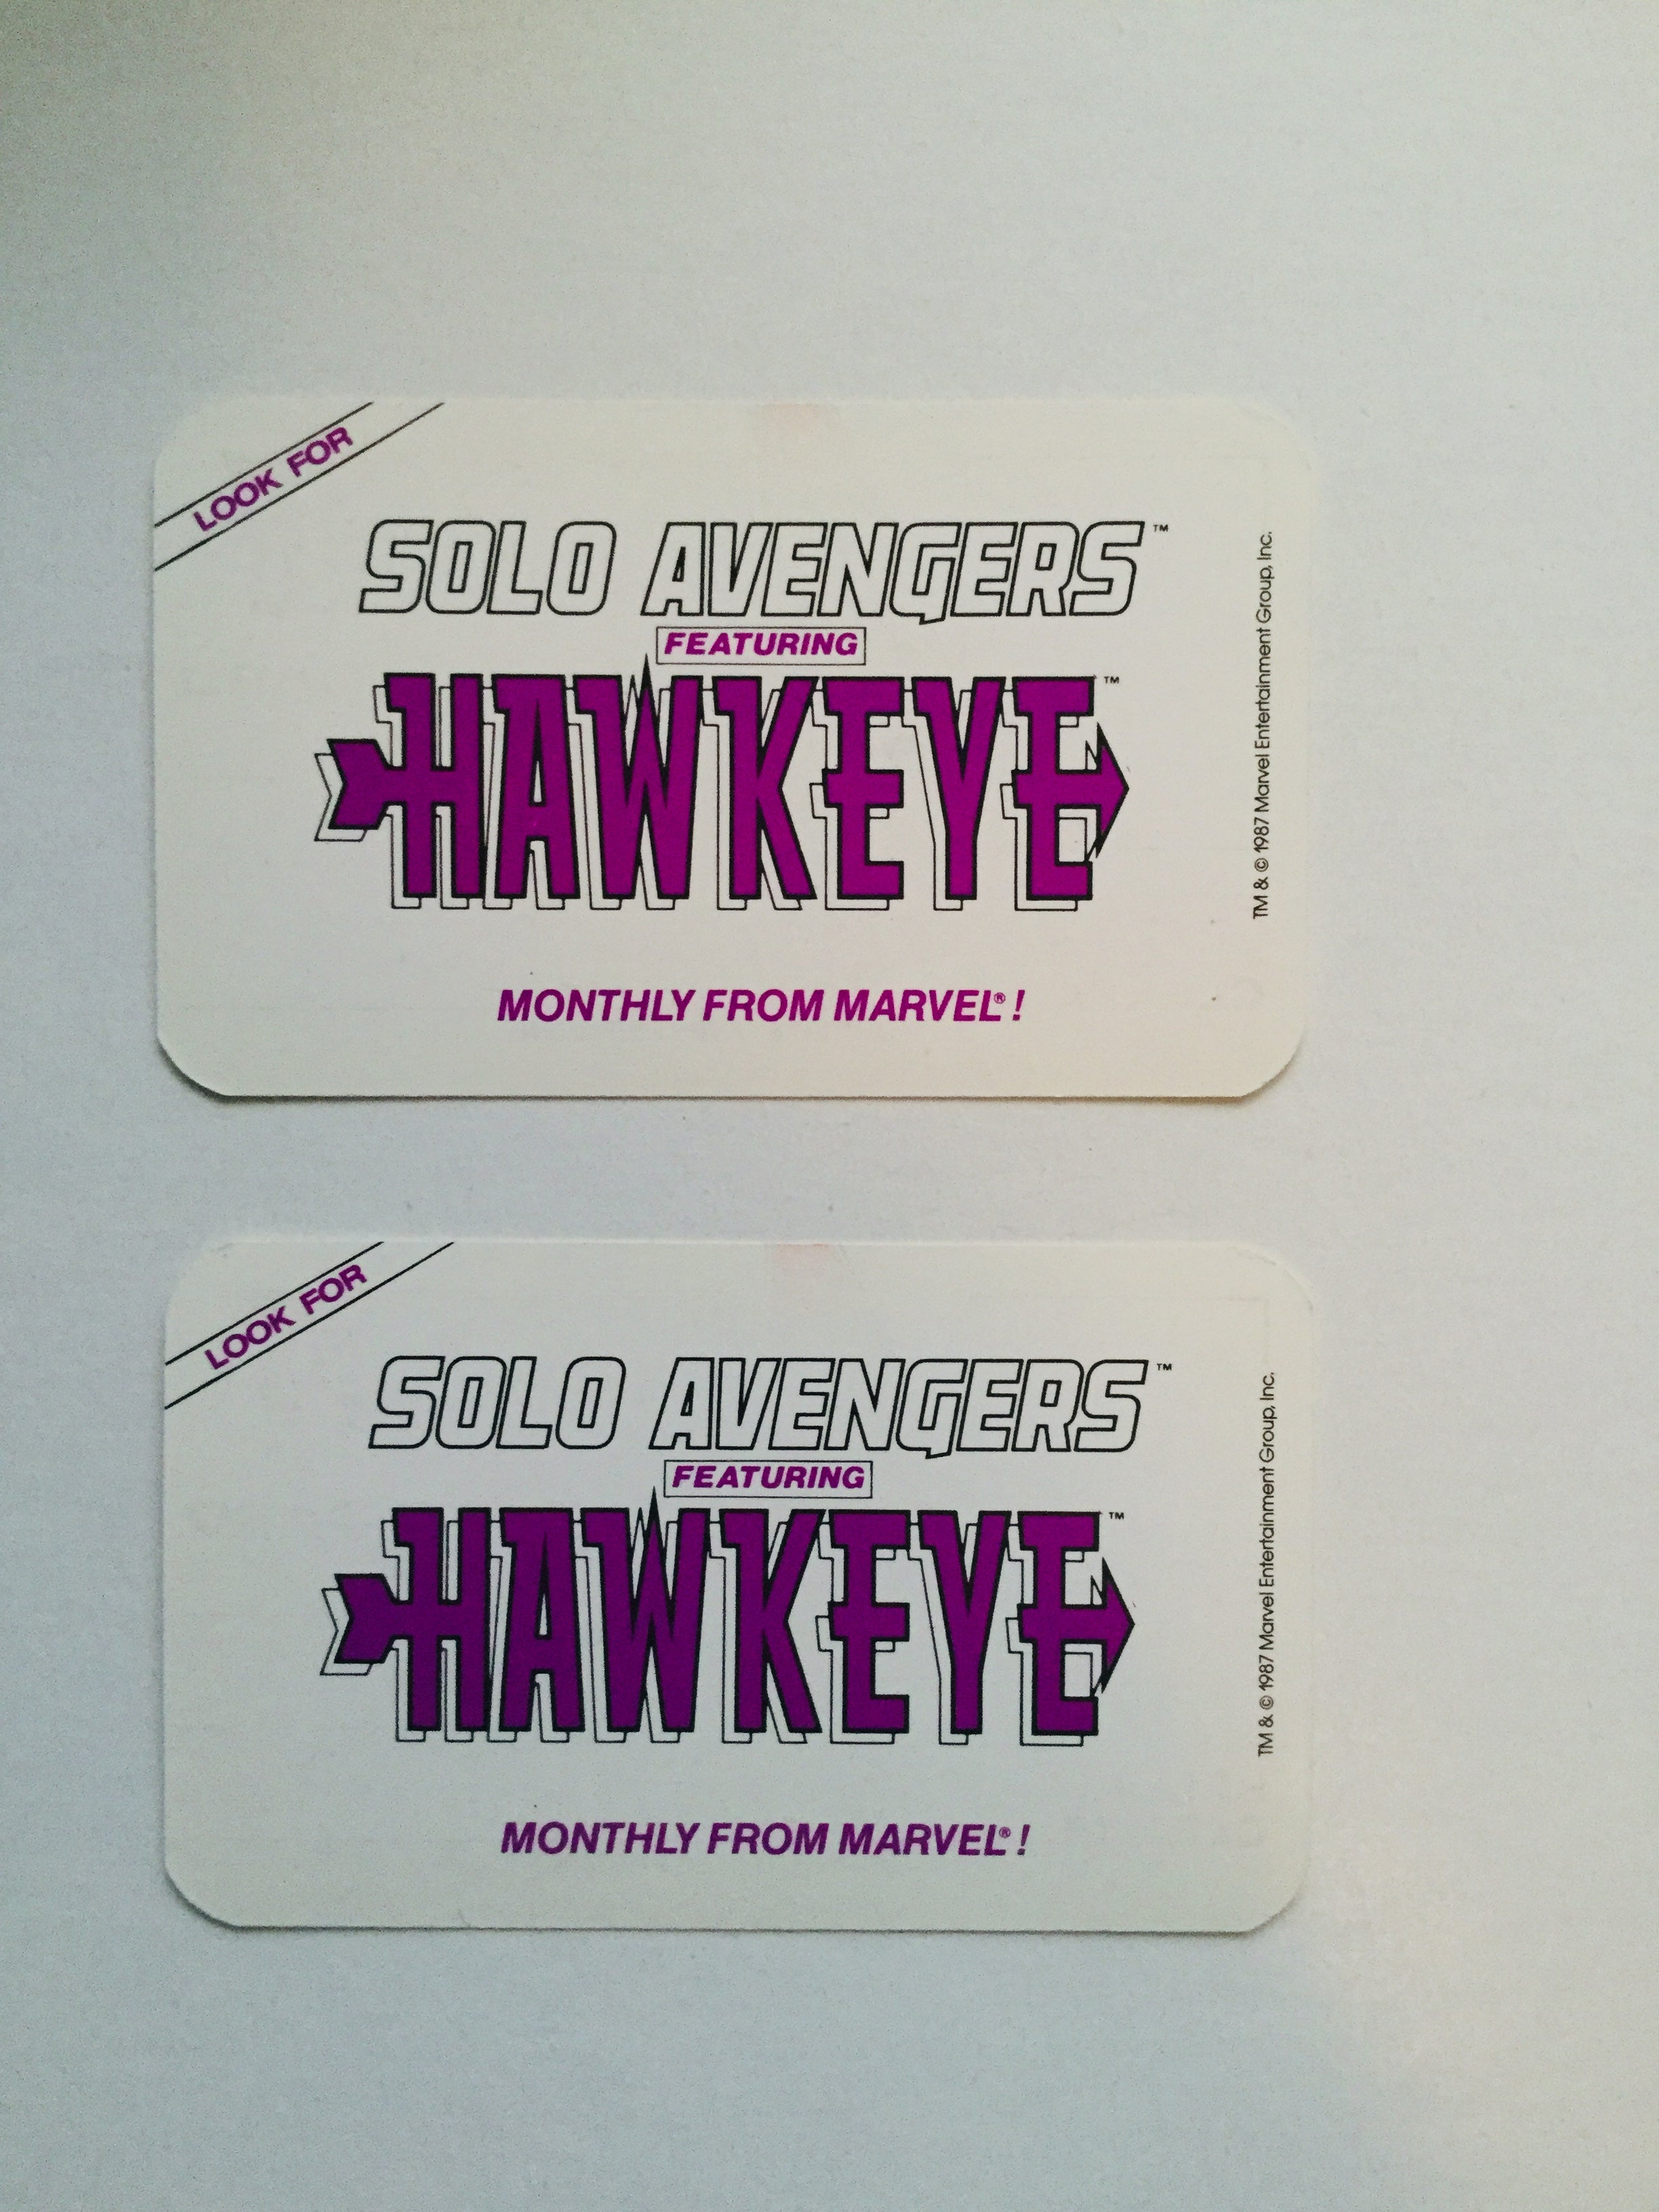 LOOK FOR
SOLO AVENGERS™
FEATURING
HAWKEYE™
MONTHLY FROM MARVEL®!
TM & © 1987 Marvel Entertainment Group, Inc.
LOOK FOR
SOLO AVENGERS™
FEATURING
HAWKEYE™
MONTHLY FROM MARVEL®!
TM & © 1987 Marvel Entertainment Group, Inc.